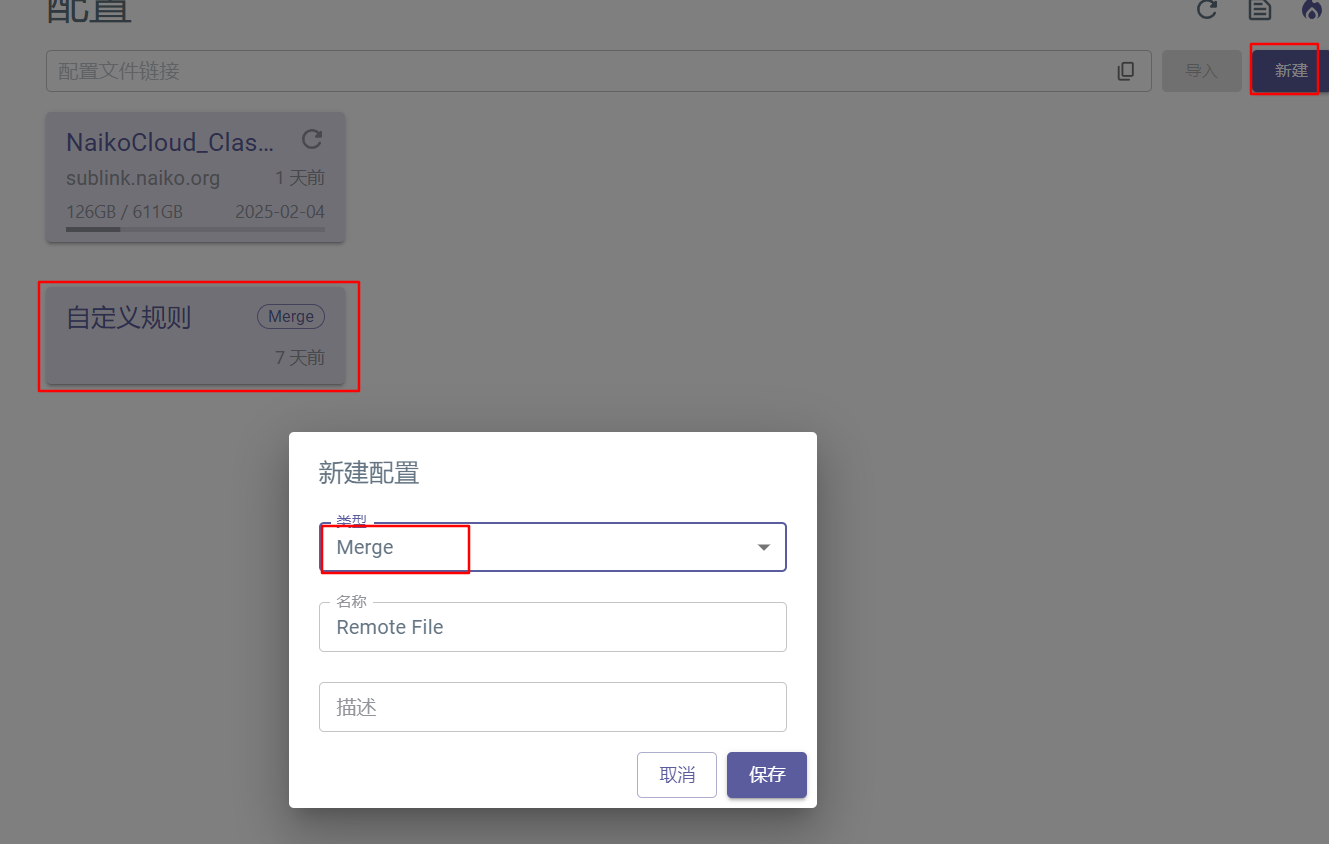 配置
配置文件链接
导入
新建
NaikoCloud_Clas...
sublink.naiko.org
1 天前
126GB / 611GB
2025-02-04
自定义规则
Merge
7 天前
新建配置
类型
Merge
名称
Remote File
描述
取消
保存